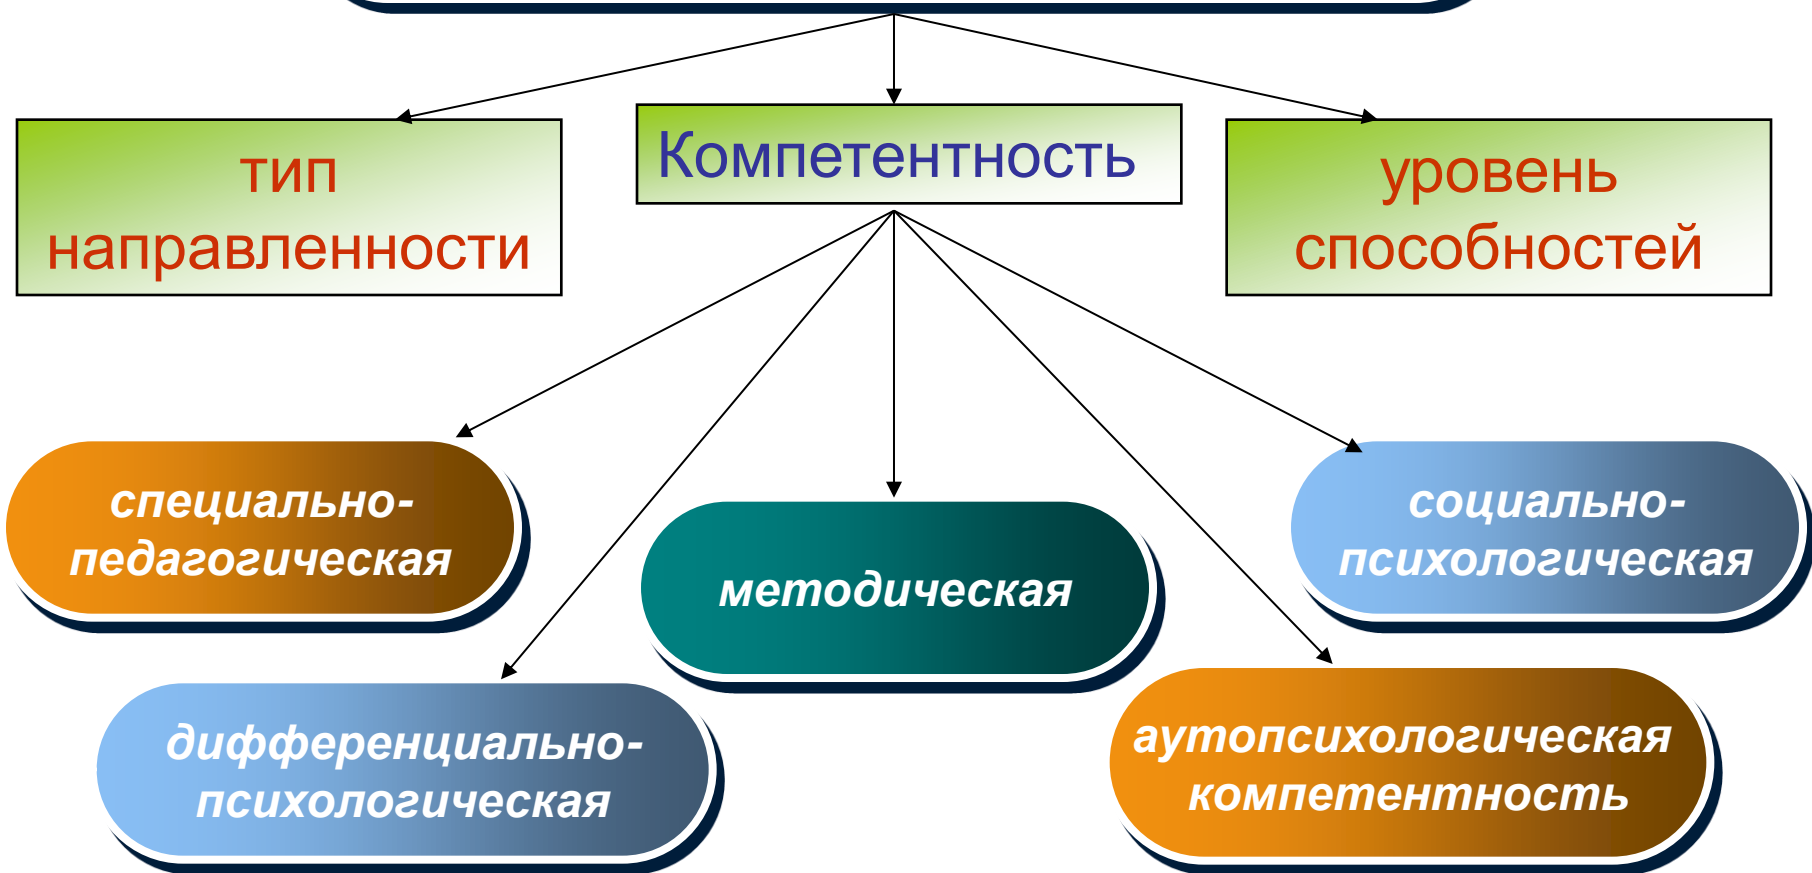 тип
направленности
Компетентность
уровень
способностей
специально-
педагогическая
методическая
социально-
психологическая
дифференциально-
психологическая
аутопсихологическая
компетентность